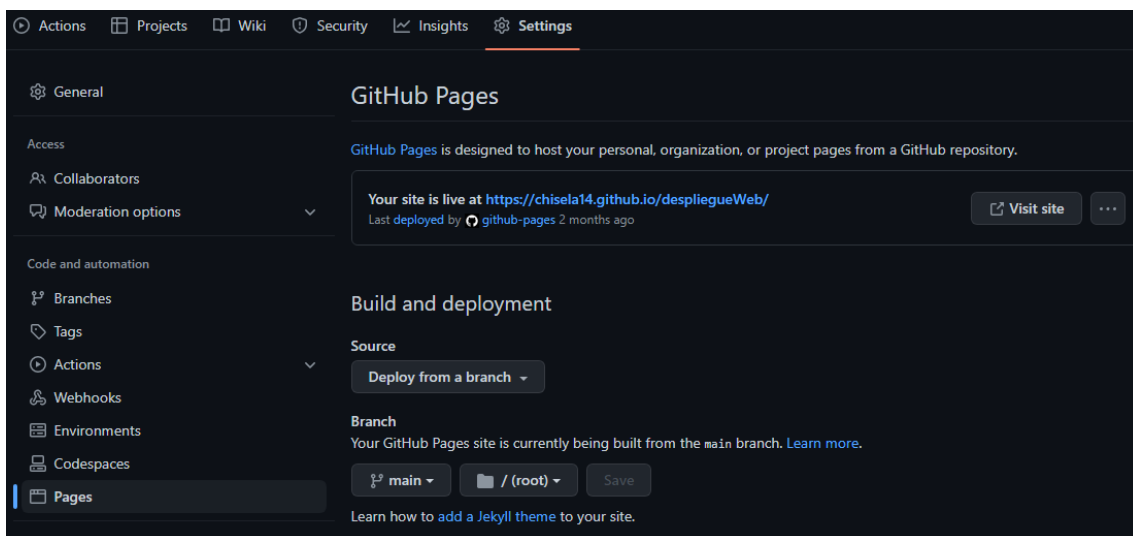 Actions Projects Wiki Security Insights Settings
General
Access
Collaborators
Moderation options
Code and automation
Branches
Tags
Actions
Webhooks
Environments
Codespaces
Pages
GitHub Pages
GitHub Pages is designed to host your personal, organization, or project pages from a GitHub repository.
Your site is live at https://chisela14.github.io/despliegueWeb/
Last deployed by github-pages 2 months ago
Visit site ...
Build and deployment
Source
Deploy from a branch
Branch
Your GitHub Pages site is currently being built from the main branch. Learn more.
main / (root) Save
Learn how to add a Jekyll theme to your site.